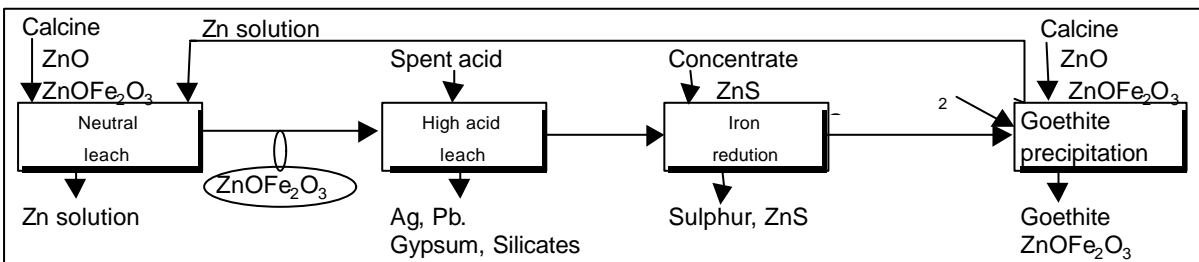 Calcine
ZnO
ZnOFe₂O₃
Zn solution
Spent acid
Concentrate
ZnS
Calcine
ZnO
ZnOFe₂O₃
2
Neutral
leach
High acid
leach
Iron
redution
Goethite
precipitation
ZnOFe₂O₃
Zn solution
Ag, Pb.
Gypsum, Silicates
Sulphur, ZnS
Goethite
ZnOFe₂O₃